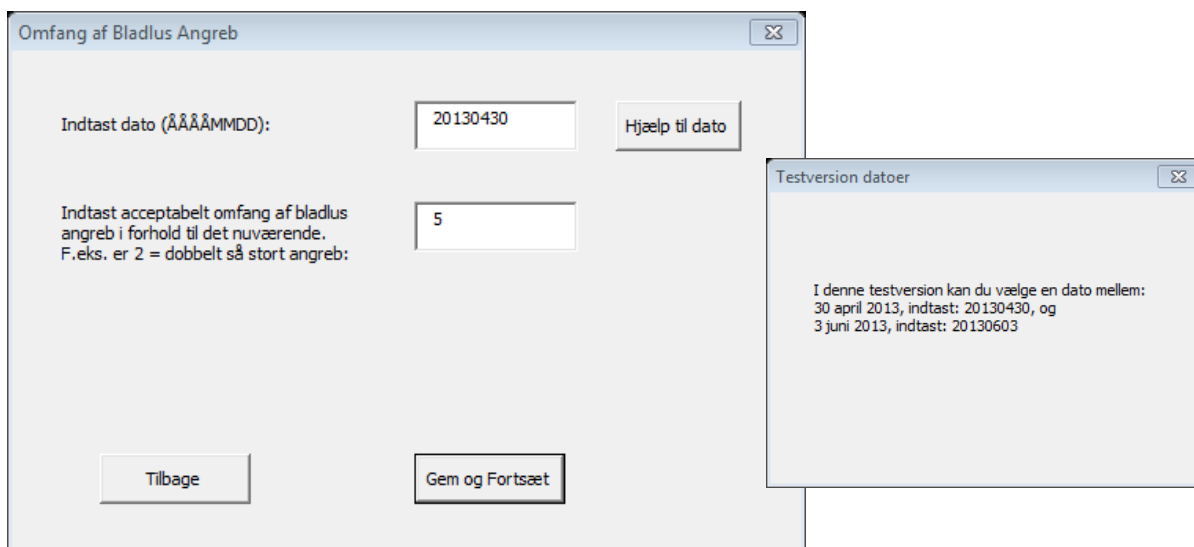 Omfang af Bladlus Angreb
Indtast dato (ÅÅÅÅMMDD):
20130430
Hjælp til dato
Indtast acceptabelt omfang af bladlus
angreb i forhold til det nuværende.
F.eks. er 2 = dobbelt så stort angreb:
5
Tilbage
Gem og Fortsæt
Testversion datoer
I denne testversion kan du vælge en dato mellem:
30 april 2013, indtast: 20130430, og
3 juni 2013, indtast: 20130603